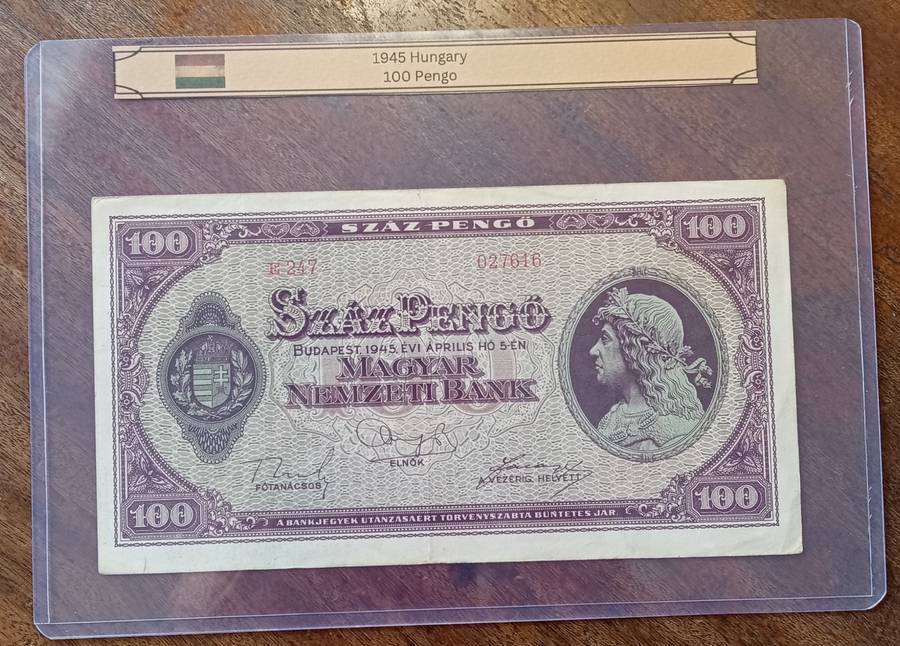 1945 Hungary
100 Pengo
100 SZÁZ PENGŐ 100
E 247 027616
SZÁZ PENGŐ
BUDAPEST, 1945. ÉVI ÁPRILIS HÓ 5-ÉN
MAGYAR
NEMZETI BANK
ELNÖK
FŐTANÁCSOS A VEZÉRIG. HELYETT
100 A BANKJEGYEK UTÁNZÁSÁÉRT TÖRVÉNYSZABTA BÜNTETÉS JÁR. 100